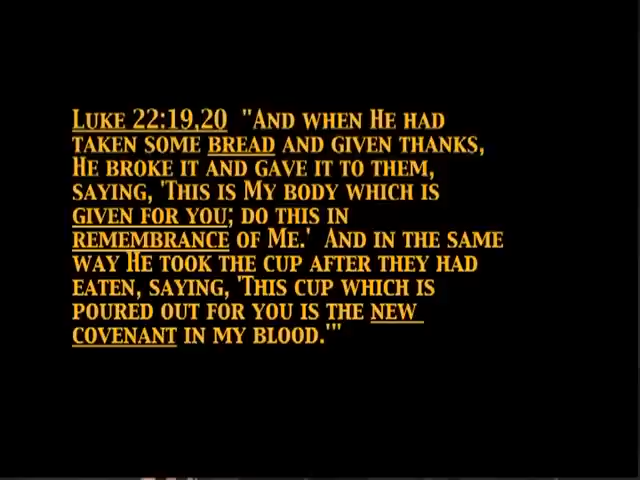 Luke 22:19,20 "And when He had
taken some bread and given thanks,
He broke it and gave it to them,
saying, 'This is My body which is
given for you; do this in
remembrance of Me.' And in the same
way He took the cup after they had
eaten, saying, 'This cup which is
poured out for you is the new
covenant in my blood.'"